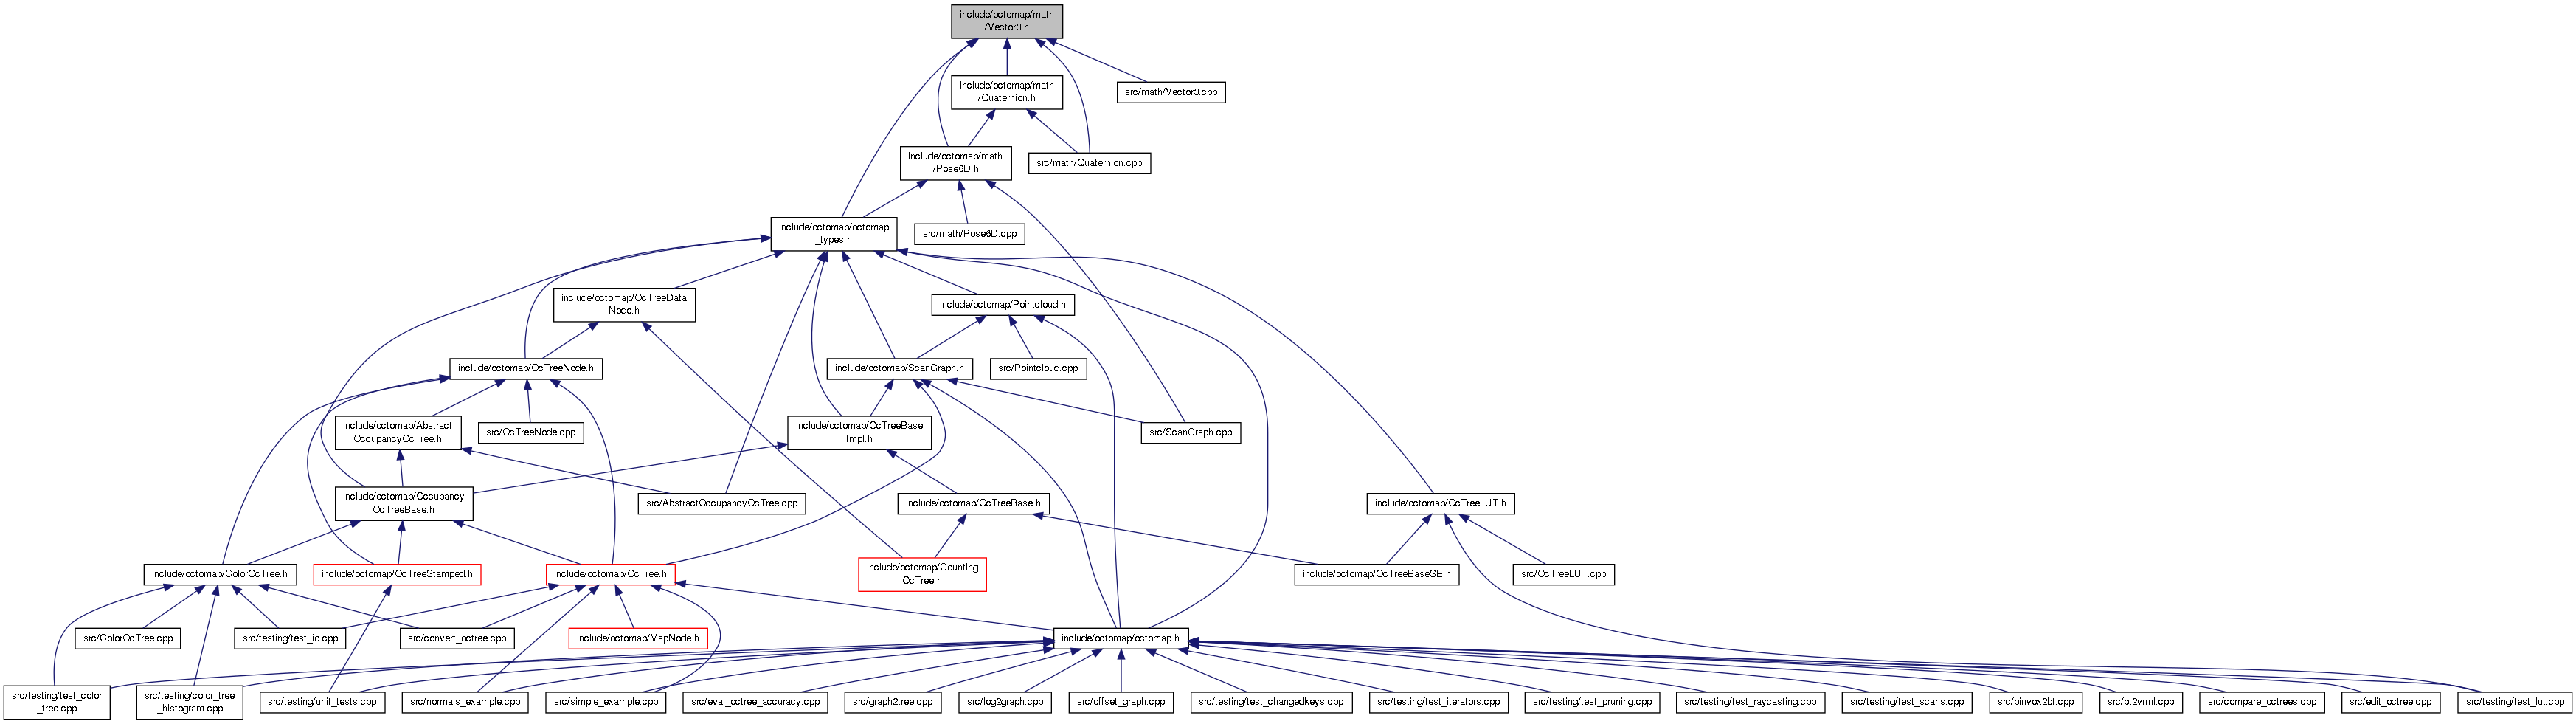 include/octomap/math
/Vector3.h
include/octomap/math
/Quaternion.h
src/math/Vector3.cpp
include/octomap/math
/Pose6D.h
src/math/Quaternion.cpp
include/octomap/octomap
_types.h
src/math/Pose6D.cpp
include/octomap/OcTreeData
Node.h
include/octomap/Pointcloud.h
include/octomap/OcTreeNode.h
include/octomap/ScanGraph.h
src/Pointcloud.cpp
include/octomap/Abstract
OccupancyOcTree.h
src/OcTreeNode.cpp
include/octomap/OcTreeBase
Impl.h
src/ScanGraph.cpp
include/octomap/Occupancy
OcTreeBase.h
src/AbstractOccupancyOcTree.cpp
include/octomap/OcTreeBase.h
include/octomap/OcTreeLUT.h
include/octomap/ColorOcTree.h
include/octomap/OcTreeStamped.h
include/octomap/OcTree.h
include/octomap/Counting
OcTree.h
include/octomap/OcTreeBaseSE.h
src/OcTreeLUT.cpp
src/ColorOcTree.cpp
src/testing/test_io.cpp
src/convert_octree.cpp
include/octomap/MapNode.h
include/octomap/octomap.h
src/testing/test_color
_tree.cpp
src/testing/color_tree
_histogram.cpp
src/testing/unit_tests.cpp
src/normals_example.cpp
src/simple_example.cpp
src/eval_octree_accuracy.cpp
src/graph2tree.cpp
src/log2graph.cpp
src/offset_graph.cpp
src/testing/test_changedkeys.cpp
src/testing/test_iterators.cpp
src/testing/test_pruning.cpp
src/testing/test_raycasting.cpp
src/testing/test_scans.cpp
src/binvox2bt.cpp
src/bt2vrml.cpp
src/compare_octrees.cpp
src/edit_octree.cpp
src/testing/test_lut.cpp